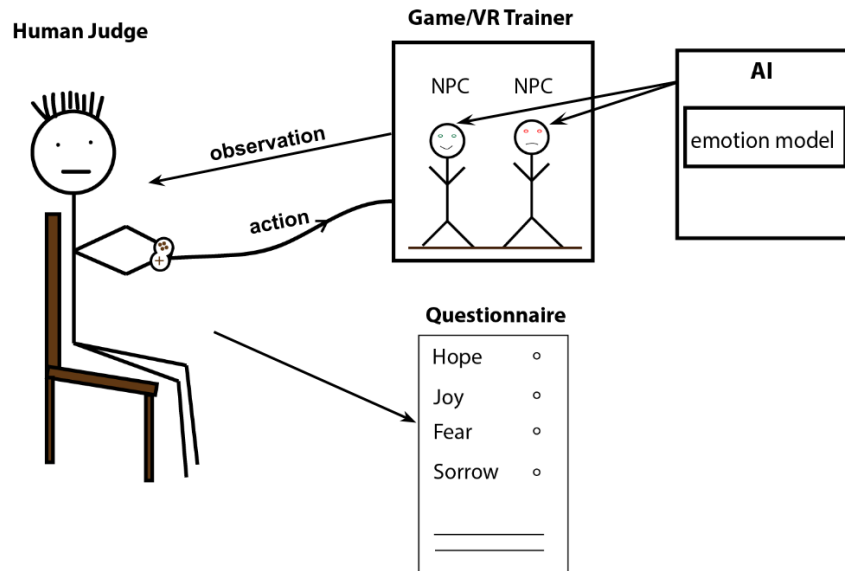 Human Judge
Game/VR Trainer
NPC NPC
AI
emotion model
observation
action
Questionnaire
Hope
Joy
Fear
Sorrow